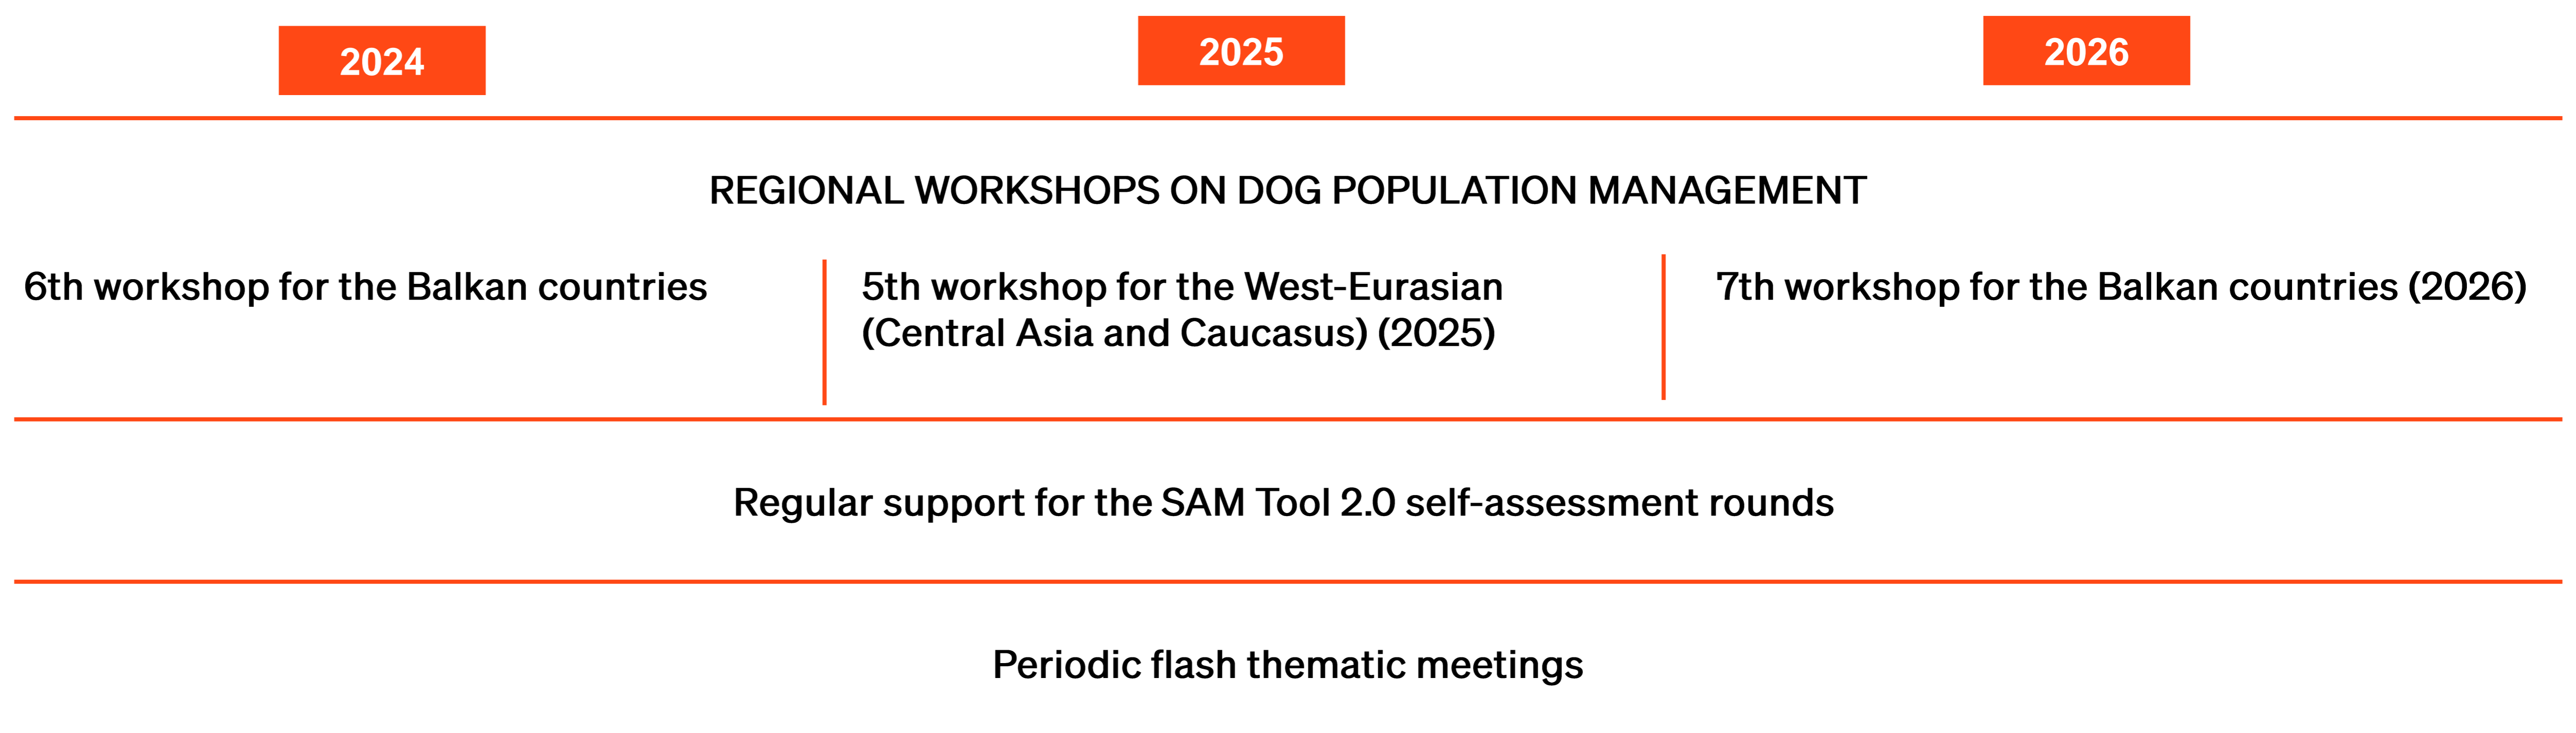 2024
2025
2026
REGIONAL WORKSHOPS ON DOG POPULATION MANAGEMENT
6th workshop for the Balkan countries
5th workshop for the West-Eurasian
(Central Asia and Caucasus) (2025)
7th workshop for the Balkan countries (2026)
Regular support for the SAM Tool 2.0 self-assessment rounds
Periodic flash thematic meetings